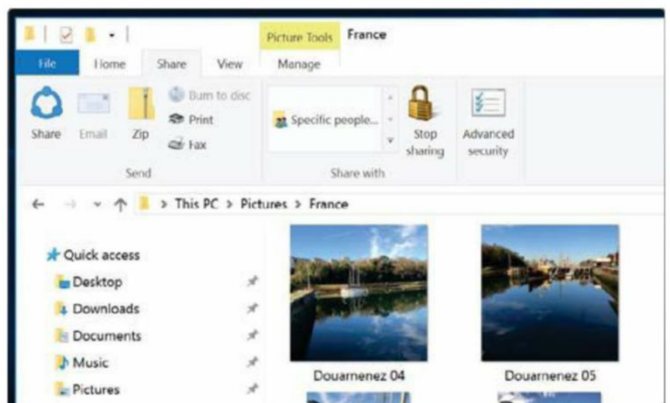 Picture Tools France
File Home Share View Manage
Share Email Zip Burn to disc
Print
Fax
Specific people...
Stop sharing
Advanced security
Send Share with
This PC > Pictures > France
Quick access
Desktop
Downloads
Documents
Music
Pictures
Douarnenez 04 Douarnenez 05